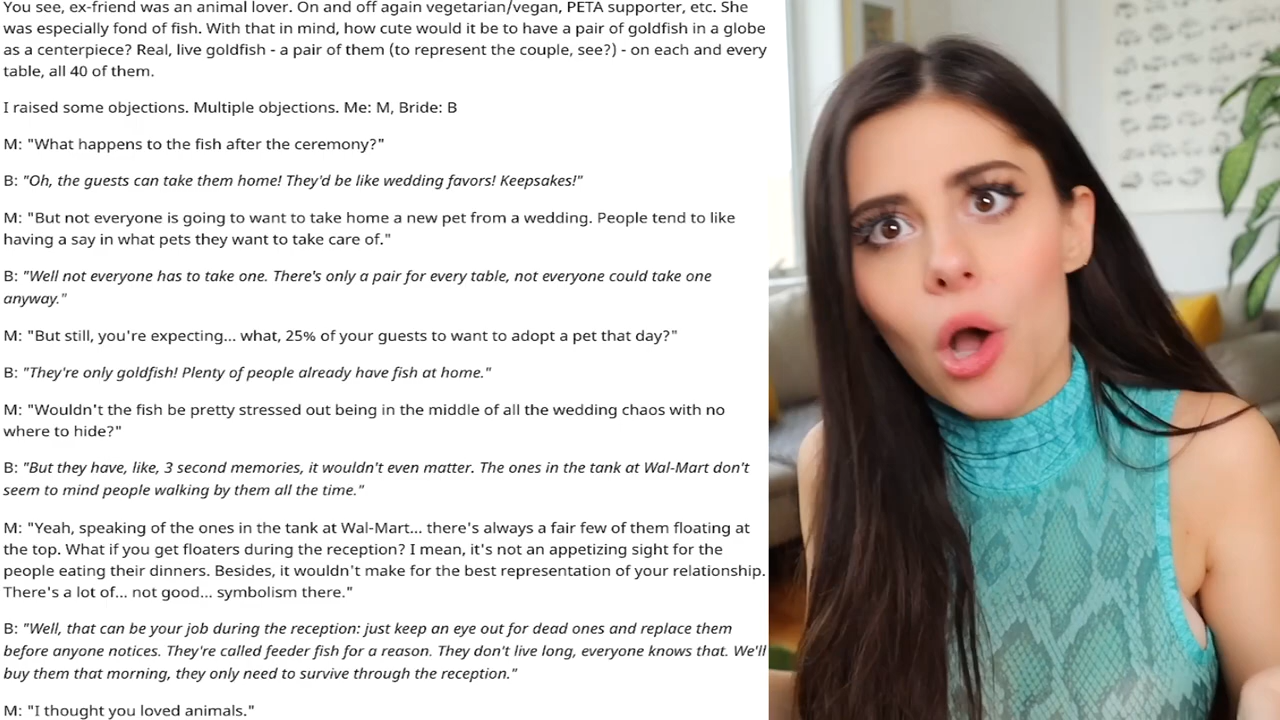 You see, ex-friend was an animal lover. On and off again vegetarian/vegan, PETA supporter, etc. She
was especially fond of fish. With that in mind, how cute would it be to have a pair of goldfish in a globe
as a centerpiece? Real, live goldfish - a pair of them (to represent the couple, see?) - on each and every
table, all 40 of them.
I raised some objections. Multiple objections. Me: M, Bride: B
M: "What happens to the fish after the ceremony?"
B: "Oh, the guests can take them home! They'd be like wedding favors! Keepsakes!"
M: "But not everyone is going to want to take home a new pet from a wedding. People tend to like
having a say in what pets they want to take care of."
B: "Well not everyone has to take one. There's only a pair for every table, not everyone could take one
anyway."
M: "But still, you're expecting... what, 25% of your guests to want to adopt a pet that day?"
B: "They're only goldfish! Plenty of people already have fish at home."
M: "Wouldn't the fish be pretty stressed out being in the middle of all the wedding chaos with no
where to hide?"
B: "But they have, like, 3 second memories, it wouldn't even matter. The ones in the tank at Wal-Mart don't
seem to mind people walking by them all the time."
M: "Yeah, speaking of the ones in the tank at Wal-Mart... there's always a fair few of them floating at
the top. What if you get floaters during the reception? I mean, it's not an appetizing sight for the
people eating their dinners. Besides, it wouldn't make for the best representation of your relationship.
There's a lot of... not good... symbolism there."
B: "Well, that can be your job during the reception: just keep an eye out for dead ones and replace them
before anyone notices. They're called feeder fish for a reason. They don't live long, everyone knows that. We'll
buy them that morning, they only need to survive through the reception."
M: "I thought you loved animals."